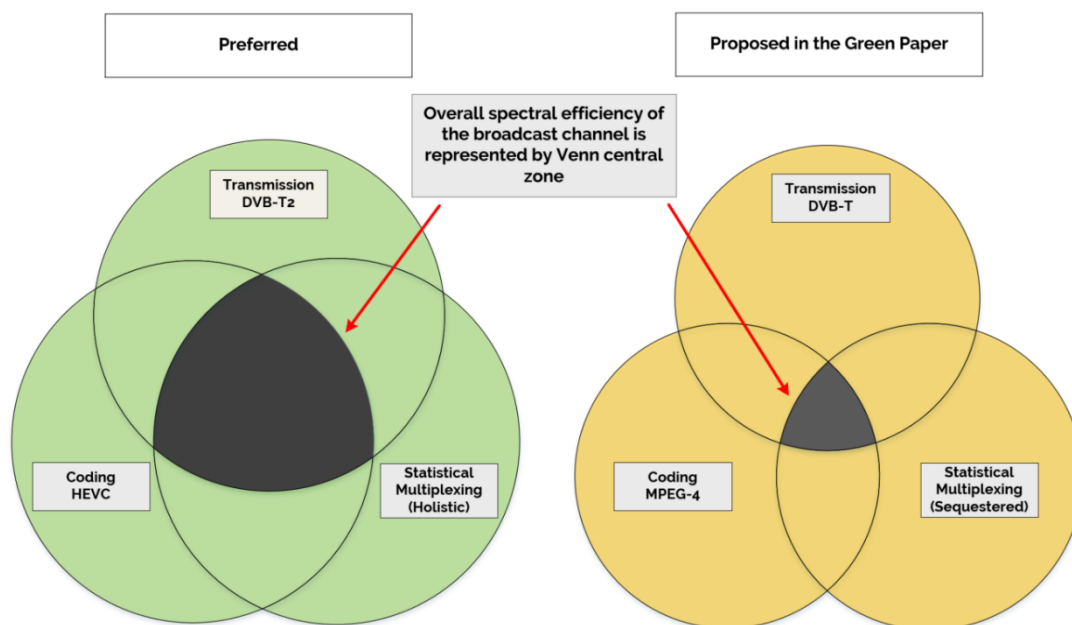 Preferred
Proposed in the Green Paper
Overall spectral efficiency of
the broadcast channel is
represented by Venn central
zone
Transmission
DVB-T2
Coding
HEVC
Statistical
Multiplexing
(Holistic)
Transmission
DVB-T
Coding
MPEG-4
Statistical
Multiplexing
(Sequestered)